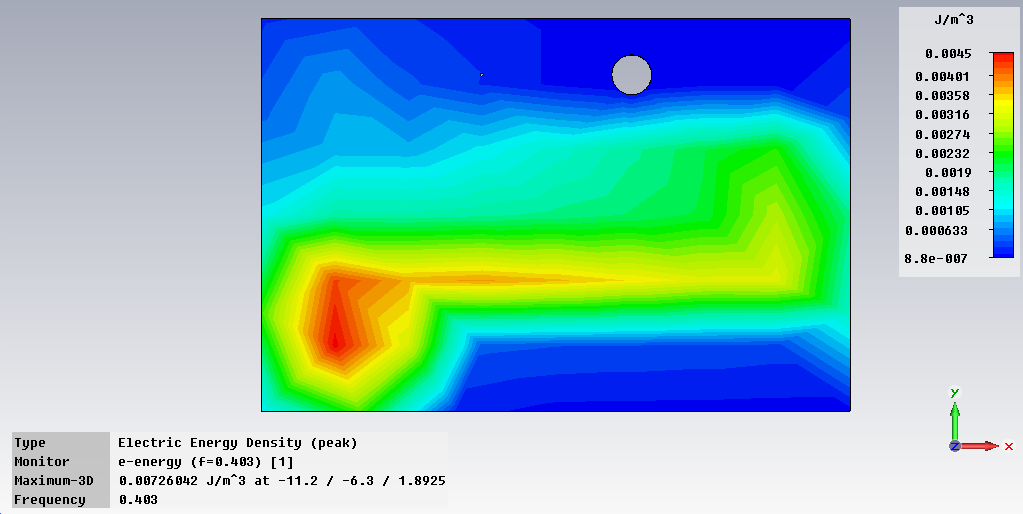 J/m^3
0.0045
0.00401
0.00358
0.00316
0.00274
0.00232
0.0019
0.00148
0.00105
0.000633
8.8e-007
y
z x
Type Electric Energy Density (peak)
Monitor e-energy (f=0.403) [1]
Maximum-3D 0.00726042 J/m^3 at -11.2 / -6.3 / 1.8925
Frequency 0.403